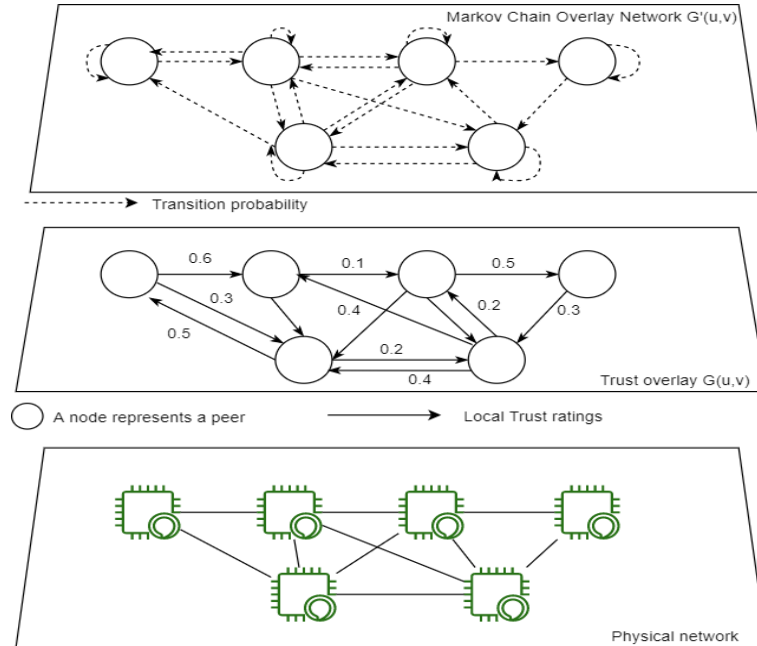 Markov Chain Overlay Network G'(u,v)
Transition probability
0.6
0.1
0.5
0.3
0.4
0.2
0.3
0.5
0.2
0.4
Trust overlay G(u,v)
A node represents a peer
Local Trust ratings
Physical network